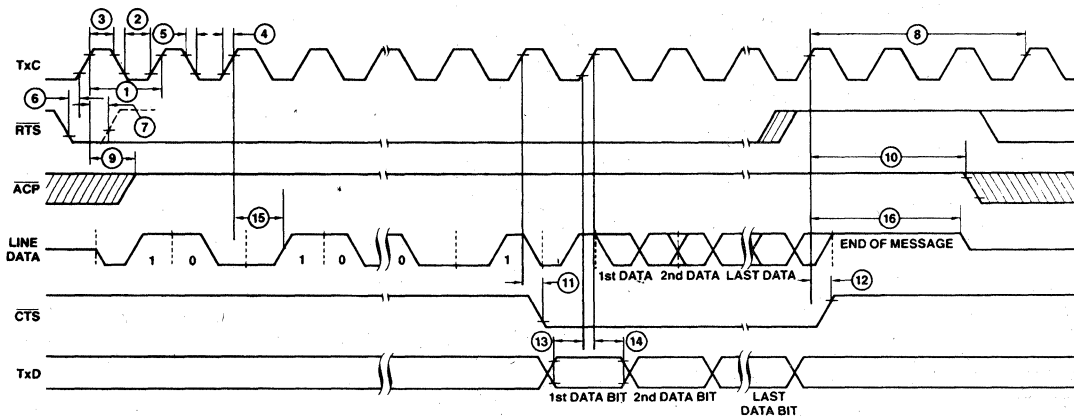 3 2 5 4 8
TxC
1
6
RTS
7
9 10
ACP
15 16
LINE DATA 1 0 1 0 0 1 1st DATA 2nd DATA LAST DATA END OF MESSAGE
11 12
CTS
13 14
TxD
1st DATA BIT 2nd DATA BIT LAST DATA BIT